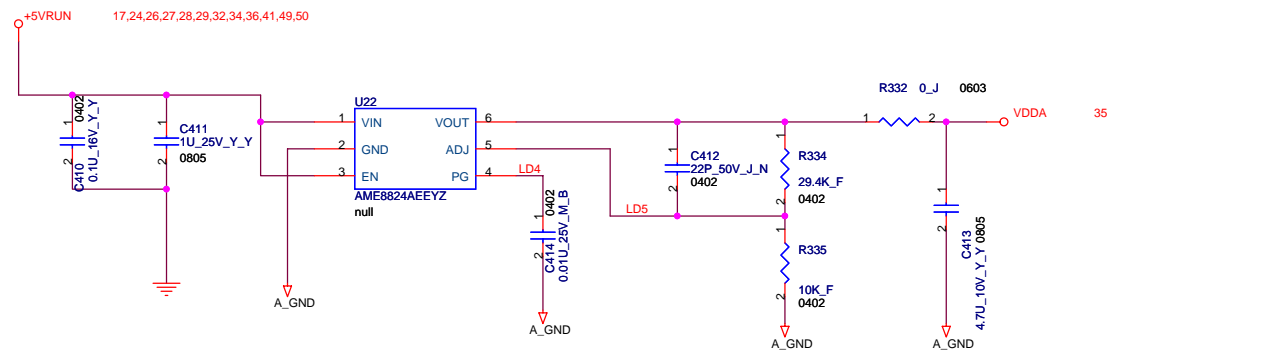 +5VRUN 17,24,26,27,28,29,32,34,36,41,49,50
R332 0_J 0603
1 2
VDDA 35
U22
1 VIN VOUT 6
2 GND ADJ 5
3 EN PG 4
AME8824AEEYZ
null
1
2
C410
0.1U_16V_Y_Y
0402
1
2
C411
1U_25V_Y_Y
0805
LD4
1
2
C414
0.01U_25V_M_B
0402
LD5
1
2
C412
22P_50V_J_N
0402
1
2
R334
29.4K_F
0402
1
2
R335
10K_F
0402
1
2
C413
4.7U_10V_Y_Y 0805
A_GND
A_GND
A_GND
A_GND